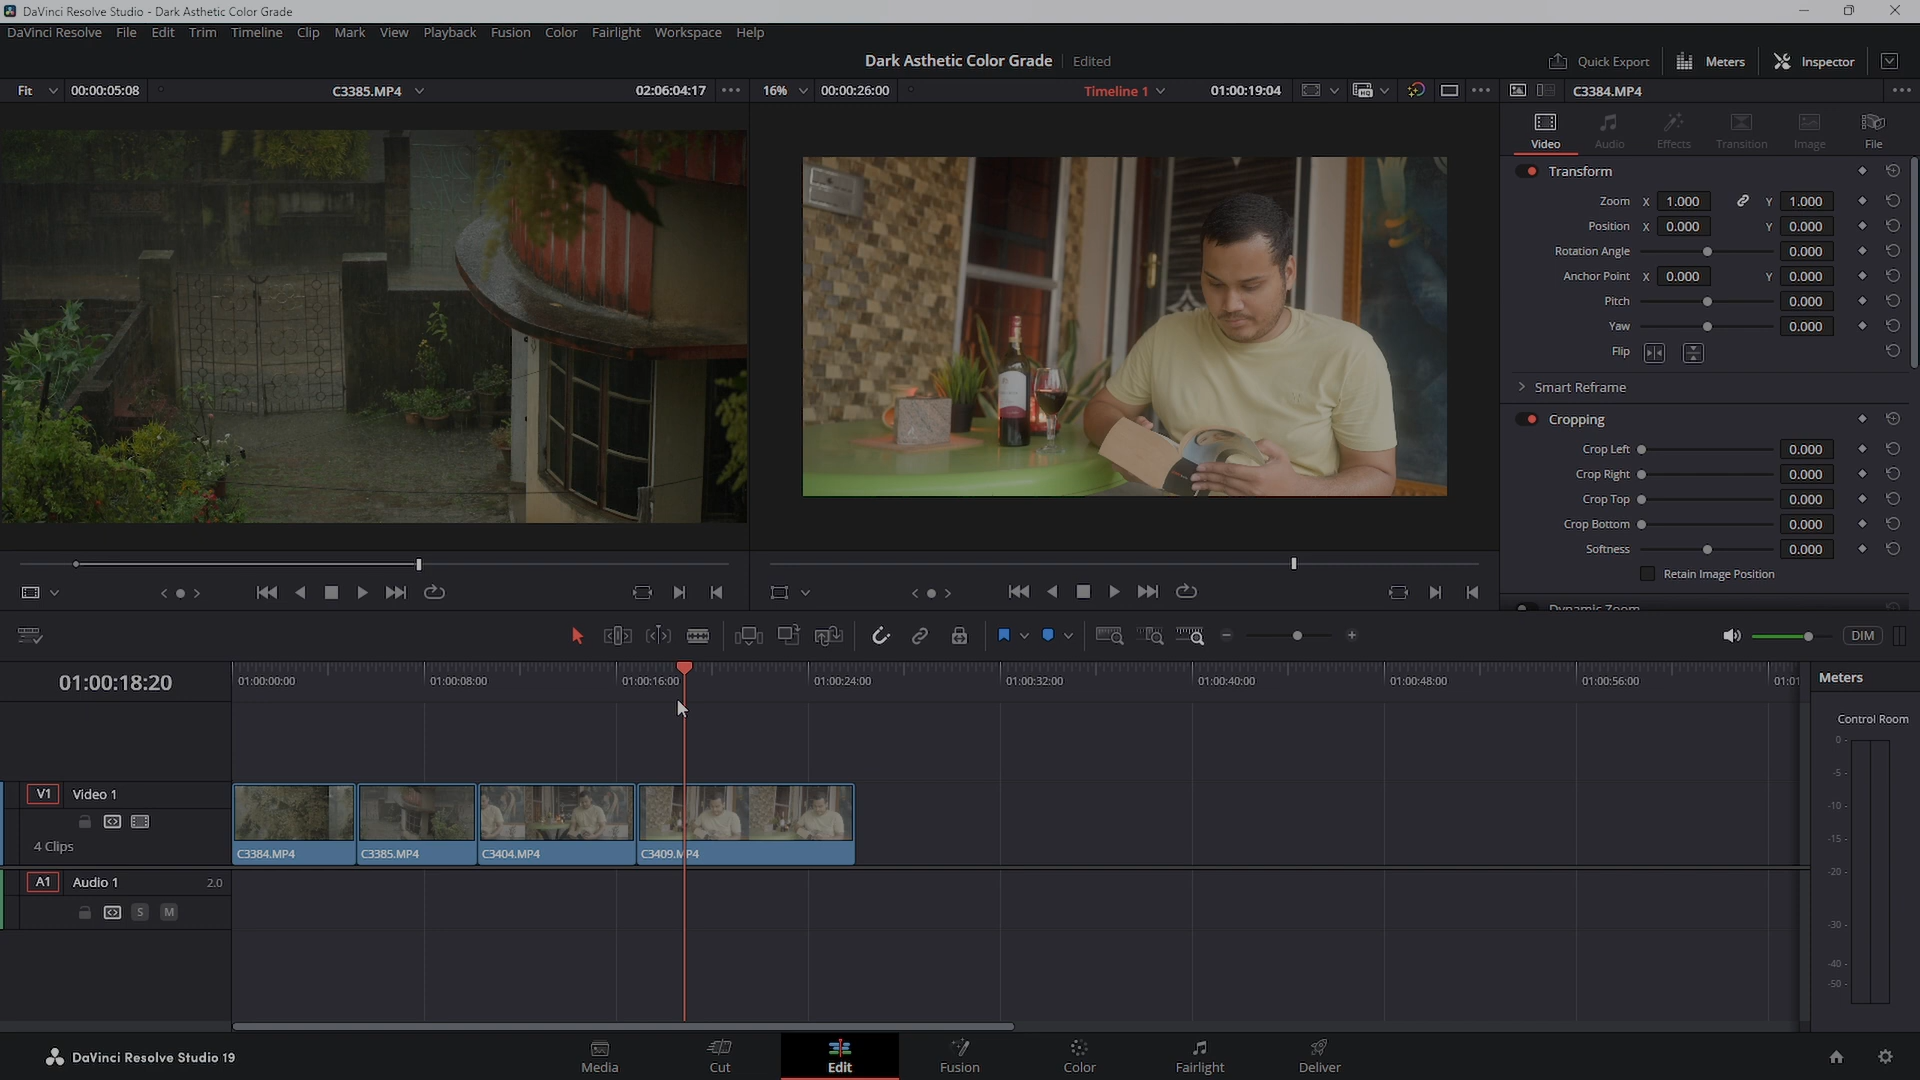 DaVinci Resolve Studio - Dark Asthetic Color Grade
DaVinci Resolve File Edit Trim Timeline Clip Mark View Playback Fusion Color Fairlight Workspace Help
Dark Asthetic Color Grade Edited
Quick Export Meters Inspector
Fit 00:00:05:08 C3385.MP4 02:06:04:17
16% 00:00:26:00 Timeline 1 01:00:19:04
C3384.MP4
Video Audio Effects Transition Image File
Transform
Zoom X 1.000 Y 1.000
Position X 0.000 Y 0.000
Rotation Angle 0.000
Anchor Point X 0.000 Y 0.000
Pitch 0.000
Yaw 0.000
Flip
Smart Reframe
Cropping
Crop Left 0.000
Crop Right 0.000
Crop Top 0.000
Crop Bottom 0.000
Softness 0.000
Retain Image Position
Dynamic Zoom
DIM
01:00:18:20
01:00:00:00 01:00:08:00 01:00:16:00 01:00:24:00 01:00:32:00 01:00:40:00 01:00:48:00 01:00:56:00 01:01
Meters
Control Room
0
-5
-10
-15
-20
-30
-40
-50
V1 Video 1
4 Clips
C3384.MP4 C3385.MP4 C3404.MP4 C3409.MP4
A1 Audio 1 2.0
S M
DaVinci Resolve Studio 19
Media Cut Edit Fusion Color Fairlight Deliver